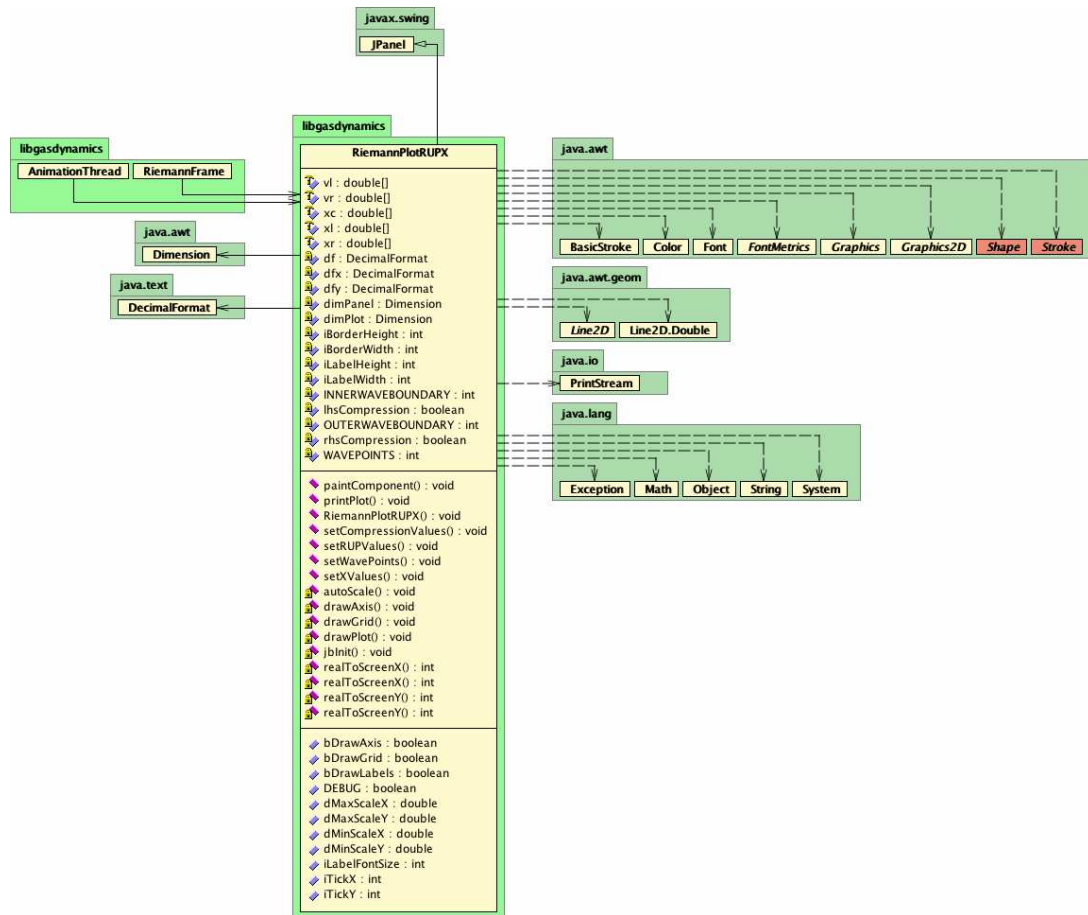 javax.swing
JPanel
libgasdynamics
RiemannPlotRUPX
libgasdynamics
AnimationThread
RiemannFrame
java.awt
Dimension
java.text
DecimalFormat
vl : double[]
vr : double[]
xc : double[]
xl : double[]
xr : double[]
df : DecimalFormat
dfx : DecimalFormat
dfy : DecimalFormat
dimPanel : Dimension
dimPlot : Dimension
iBorderHeight : int
iBorderWidth : int
iLabelHeight : int
iLabelWidth : int
INNERWAVEBOUNDARY : int
lhsCompression : boolean
OUTERWAVEBOUNDARY : int
rhsCompression : boolean
WAVEPOINTS : int
paintComponent() : void
printPlot() : void
RiemannPlotRUPX() : void
setCompressionValues() : void
setRUPValues() : void
setWavePoints() : void
setXValues() : void
autoScale() : void
drawAxis() : void
drawGrid() : void
drawPlot() : void
jbInit() : void
realToScreenX() : int
realToScreenX() : int
realToScreenY() : int
realToScreenY() : int
bDrawAxis : boolean
bDrawGrid : boolean
bDrawLabels : boolean
DEBUG : boolean
dMaxScaleX : double
dMaxScaleY : double
dMinScaleX : double
dMinScaleY : double
iLabelFontSize : int
iTickX : int
iTickY : int
java.awt
BasicStroke
Color
Font
FontMetrics
Graphics
Graphics2D
Shape
Stroke
java.awt.geom
Line2D
Line2D.Double
java.io
PrintStream
java.lang
Exception
Math
Object
String
System